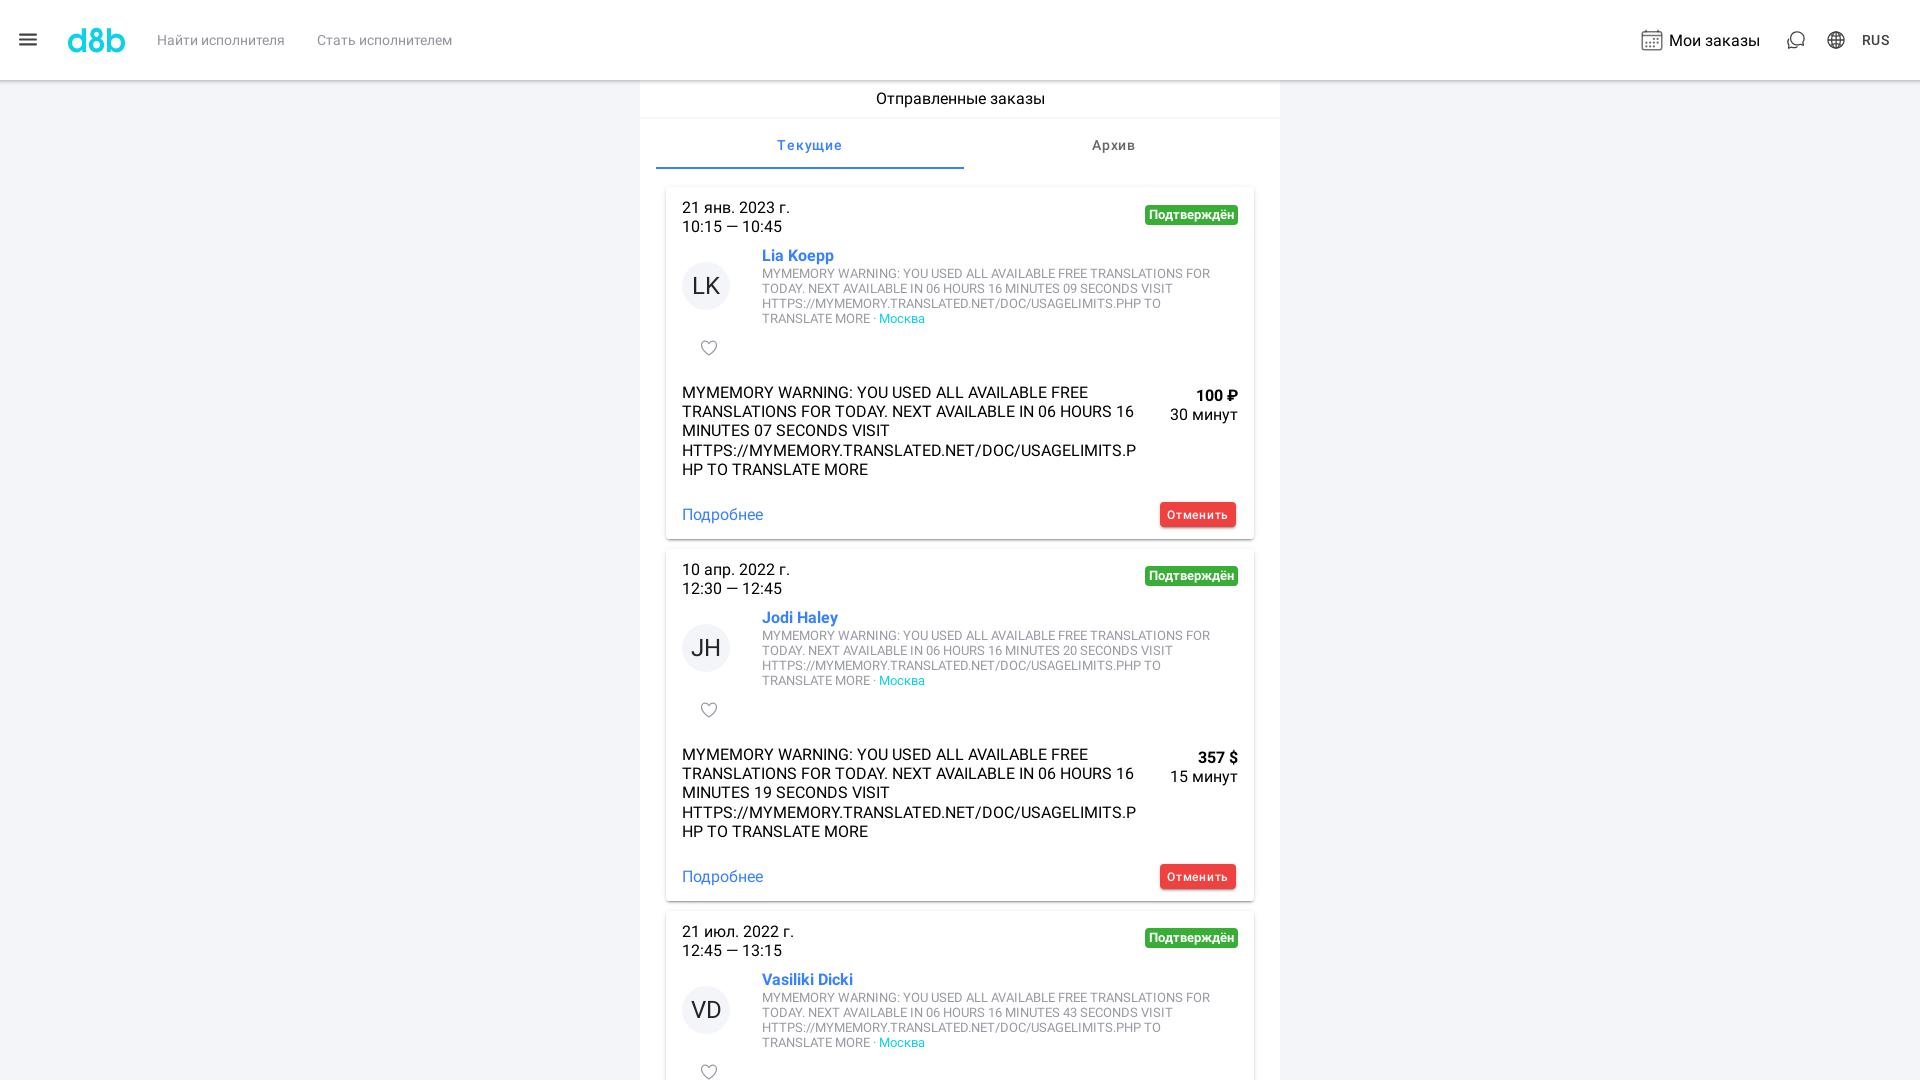 d8b Найти исполнителя Стать исполнителем Мои заказы RUS
Отправленные заказы
Текущие Архив
21 янв. 2023 г.
10:15 — 10:45
Подтверждён
LK
Lia Koepp
MYMEMORY WARNING: YOU USED ALL AVAILABLE FREE TRANSLATIONS FOR
TODAY. NEXT AVAILABLE IN 06 HOURS 16 MINUTES 09 SECONDS VISIT
HTTPS://MYMEMORY.TRANSLATED.NET/DOC/USAGELIMITS.PHP TO
TRANSLATE MORE · Москва
MYMEMORY WARNING: YOU USED ALL AVAILABLE FREE
TRANSLATIONS FOR TODAY. NEXT AVAILABLE IN 06 HOURS 16
MINUTES 07 SECONDS VISIT
HTTPS://MYMEMORY.TRANSLATED.NET/DOC/USAGELIMITS.P
HP TO TRANSLATE MORE
100 ₽
30 минут
Подробнее
Отменить
10 апр. 2022 г.
12:30 — 12:45
Подтверждён
JH
Jodi Haley
MYMEMORY WARNING: YOU USED ALL AVAILABLE FREE TRANSLATIONS FOR
TODAY. NEXT AVAILABLE IN 06 HOURS 16 MINUTES 20 SECONDS VISIT
HTTPS://MYMEMORY.TRANSLATED.NET/DOC/USAGELIMITS.PHP TO
TRANSLATE MORE · Москва
MYMEMORY WARNING: YOU USED ALL AVAILABLE FREE
TRANSLATIONS FOR TODAY. NEXT AVAILABLE IN 06 HOURS 16
MINUTES 19 SECONDS VISIT
HTTPS://MYMEMORY.TRANSLATED.NET/DOC/USAGELIMITS.P
HP TO TRANSLATE MORE
357 $
15 минут
Подробнее
Отменить
21 июл. 2022 г.
12:45 — 13:15
Подтверждён
VD
Vasiliki Dicki
MYMEMORY WARNING: YOU USED ALL AVAILABLE FREE TRANSLATIONS FOR
TODAY. NEXT AVAILABLE IN 06 HOURS 16 MINUTES 43 SECONDS VISIT
HTTPS://MYMEMORY.TRANSLATED.NET/DOC/USAGELIMITS.PHP TO
TRANSLATE MORE · Москва